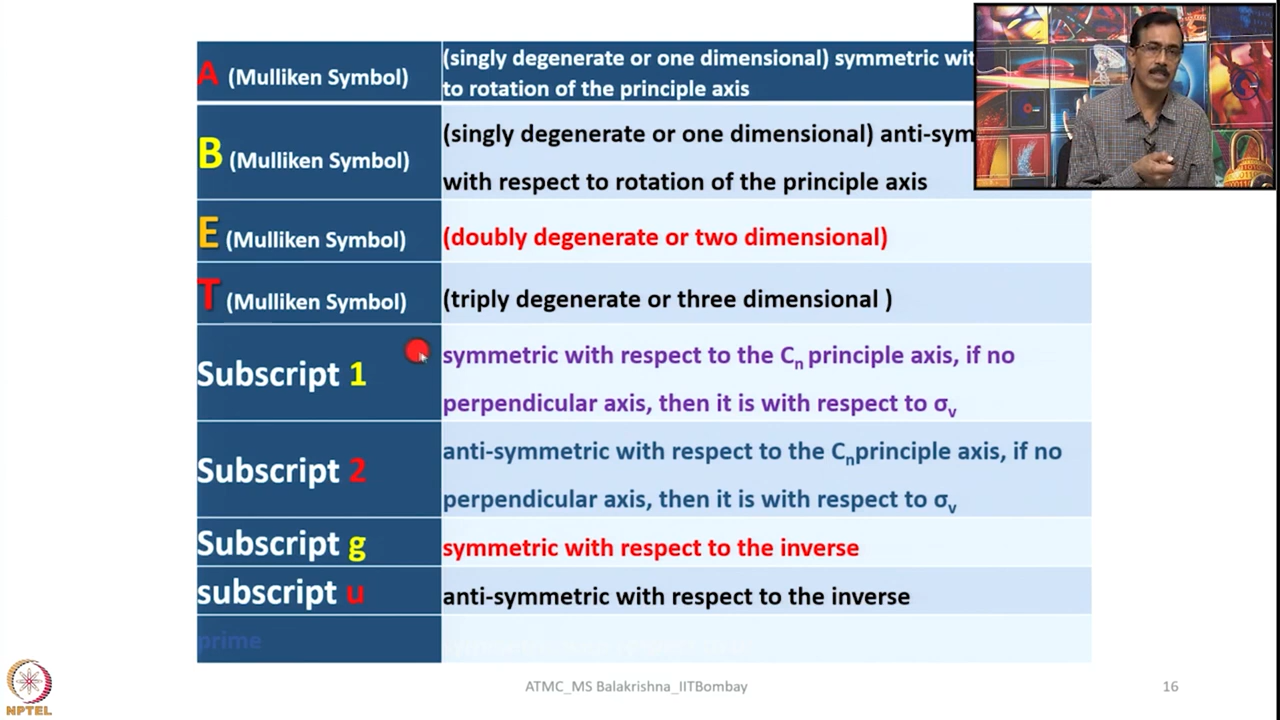 A (Mulliken Symbol)
(singly degenerate or one dimensional) symmetric
to rotation of the principle axis
B (Mulliken Symbol)
(singly degenerate or one dimensional)
with respect to rotation of the principle axis
E (Mulliken Symbol)
(doubly degenerate or two dimensional)
T (Mulliken Symbol)
(triply degenerate or three dimensional )
Subscript 1
symmetric with respect to the Cn principle axis, if no
perpendicular axis, then it is with respect to σv
Subscript 2
anti-symmetric with respect to the Cnprinciple axis, if no
perpendicular axis, then it is with respect to σv
Subscript g
symmetric with respect to the inverse
subscript u
anti-symmetric with respect to the inverse
prime
NPTEL
ATMC_MS Balakrishna_IITBombay
16